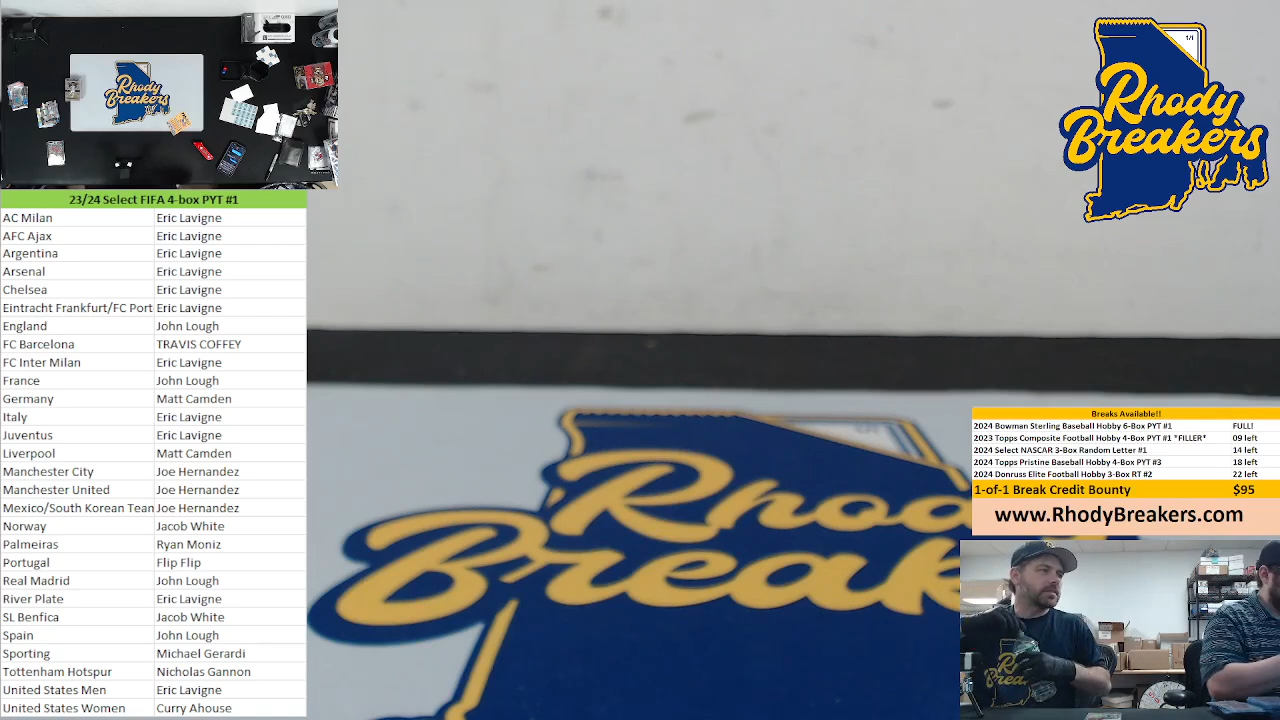 Rhody
Breakers
23/24 Select FIFA 4-box PYT #1
AC Milan Eric Lavigne
AFC Ajax Eric Lavigne
Argentina Eric Lavigne
Arsenal Eric Lavigne
Chelsea Eric Lavigne
Eintracht Frankfurt/FC Port Eric Lavigne
England John Lough
FC Barcelona TRAVIS COFFEY
FC Inter Milan Eric Lavigne
France John Lough
Germany Matt Camden
Italy Eric Lavigne
Juventus Eric Lavigne
Liverpool Matt Camden
Manchester City Joe Hernandez
Manchester United Joe Hernandez
Mexico/South Korean Tean Joe Hernandez
Norway Jacob White
Palmeiras Ryan Moniz
Portugal Flip Flip
Real Madrid John Lough
River Plate Eric Lavigne
SL Benfica Jacob White
Spain John Lough
Sporting Michael Gerardi
Tottenham Hotspur Nicholas Gannon
United States Men Eric Lavigne
United States Women Curry Ahouse
1/1
Rhody
Breakers
Rhod
Break
Breaks Available!!
2024 Bowman Sterling Baseball Hobby 6-Box PYT #1 FULL!
2023 Topps Composite Football Hobby 4-Box PYT #1 *FILLER* 09 left
2024 Select NASCAR 3-Box Random Letter #1 14 left
2024 Topps Pristine Baseball Hobby 4-Box PYT #3 18 left
2024 Donruss Elite Football Hobby 3-Box RT #2 22 left
1-of-1 Break Credit Bounty $95
www.RhodyBreakers.com